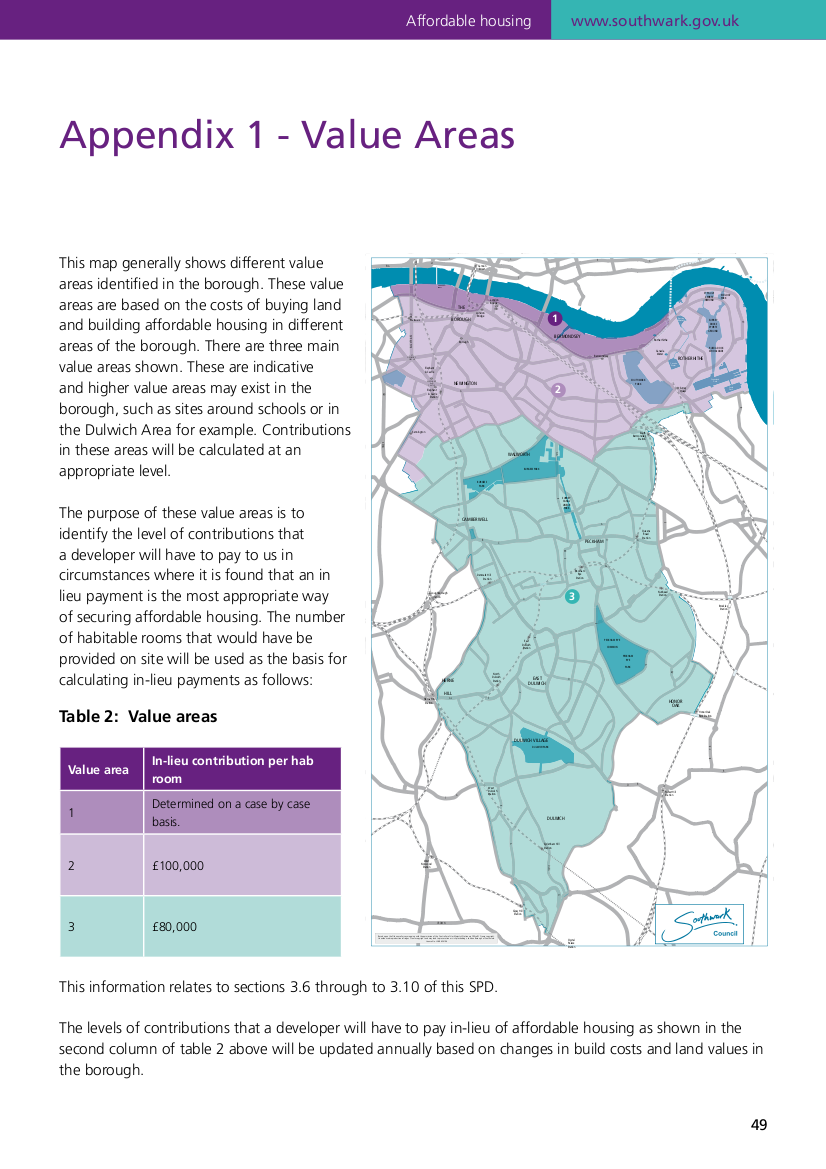 Affordable housing
www.southwark.gov.uk
Appendix 1 - Value Areas
This map generally shows different value
areas identified in the borough. These value
areas are based on the costs of buying land
and building affordable housing in different
areas of the borough. There are three main
value areas shown. These are indicative
and higher value areas may exist in the
borough, such as sites around schools or in
the Dulwich Area for example. Contributions
in these areas will be calculated at an
appropriate level.
The purpose of these value areas is to
identify the level of contributions that
a developer will have to pay to us in
circumstances where it is found that an in
lieu payment is the most appropriate way
of securing affordable housing. The number
of habitable rooms that would have be
provided on site will be used as the basis for
calculating in-lieu payments as follows:
Table 2:  Value areas
Value area
In-lieu contribution per hab
room
1
Determined on a case by case
basis.
2
£100,000
3
£80,000
THE
BOROUGH
1
BERMONDSEY
ROTHERHITHE
NEWINGTON
2
WALWORTH
CAMBERWELL
PECKHAM
3
HERNE
HILL
EAST
DULWICH
HONOR
OAK
DULWICH VILLAGE
DULWICH
Southwark
Council
This information relates to sections 3.6 through to 3.10 of this SPD.
The levels of contributions that a developer will have to pay in-lieu of affordable housing as shown in the
second column of table 2 above will be updated annually based on changes in build costs and land values in
the borough.
49